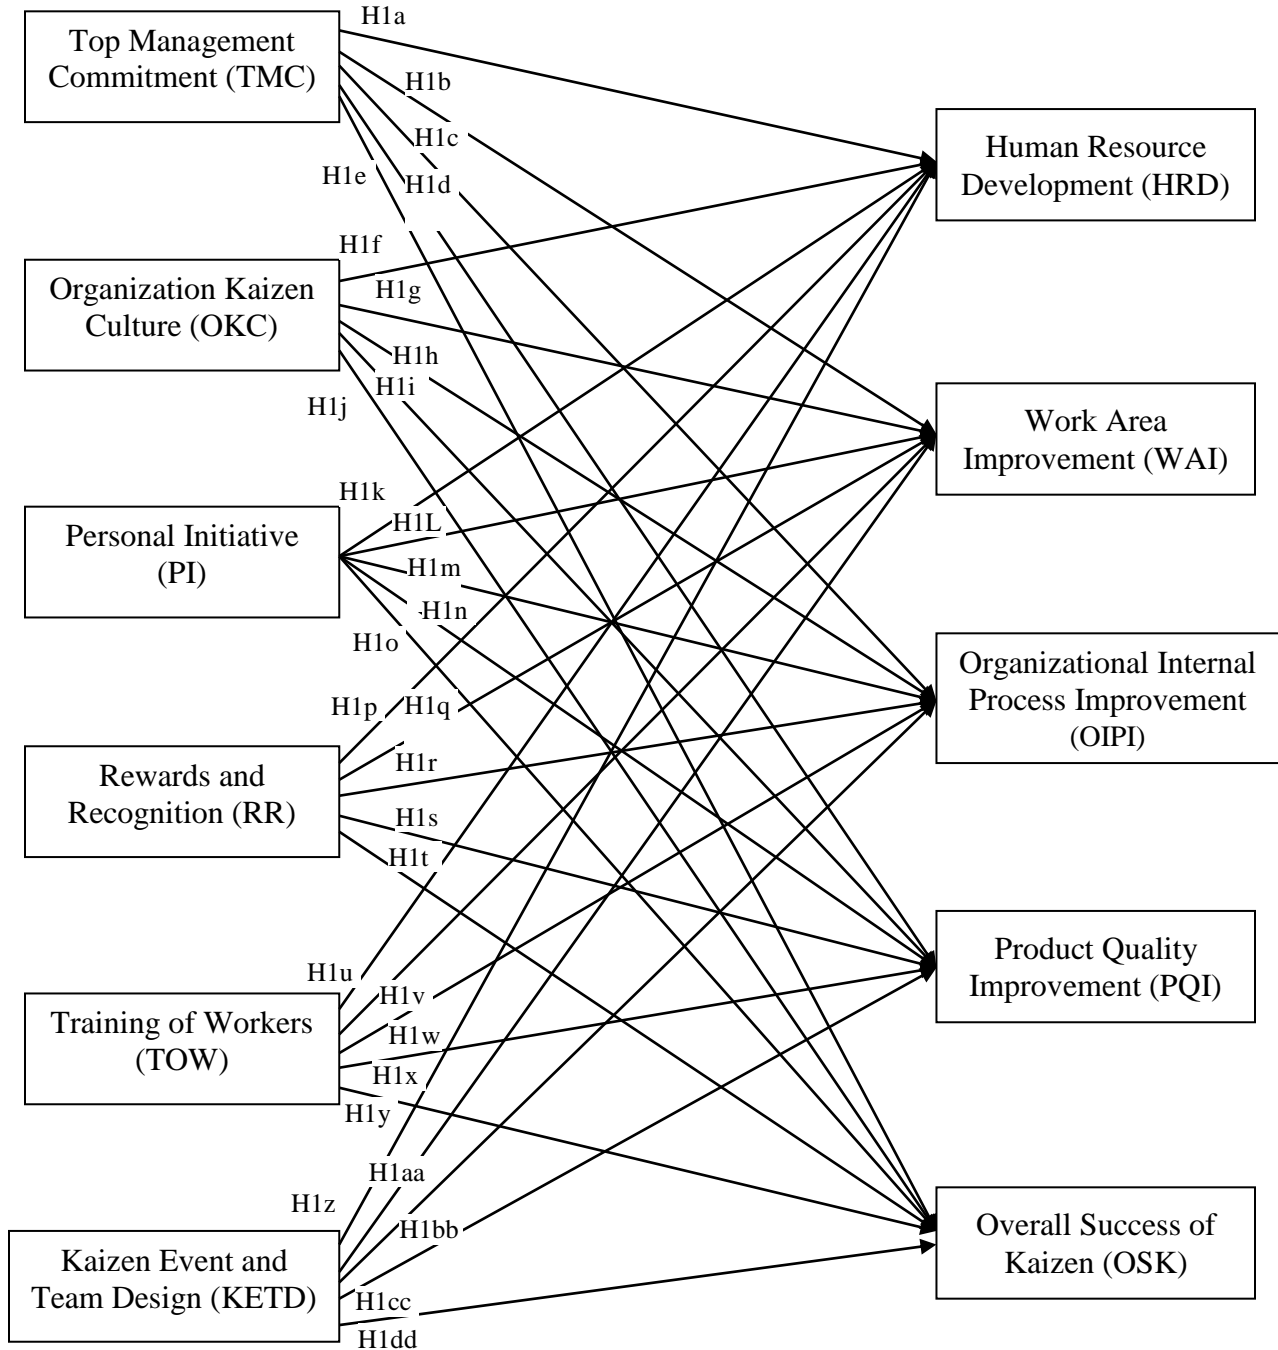 H1a
Top Management
Commitment (TMC)
H1b
H1c
H1d
H1e
Human Resource
Development (HRD)
H1f
Organization Kaizen
Culture (OKC)
H1g
H1h
H1i
H1j
Work Area
Improvement (WAI)
H1k
H1L
Personal Initiative
(PI)
H1m
H1n
H1o
Organizational Internal
Process Improvement
(OIPI)
H1p
H1q
H1r
Rewards and
Recognition (RR)
H1s
H1t
Product Quality
Improvement (PQI)
H1u
H1v
Training of Workers
(TOW)
H1w
H1x
H1y
H1aa
H1z
H1bb
Overall Success of
Kaizen (OSK)
Kaizen Event and
Team Design (KETD)
H1cc
H1dd